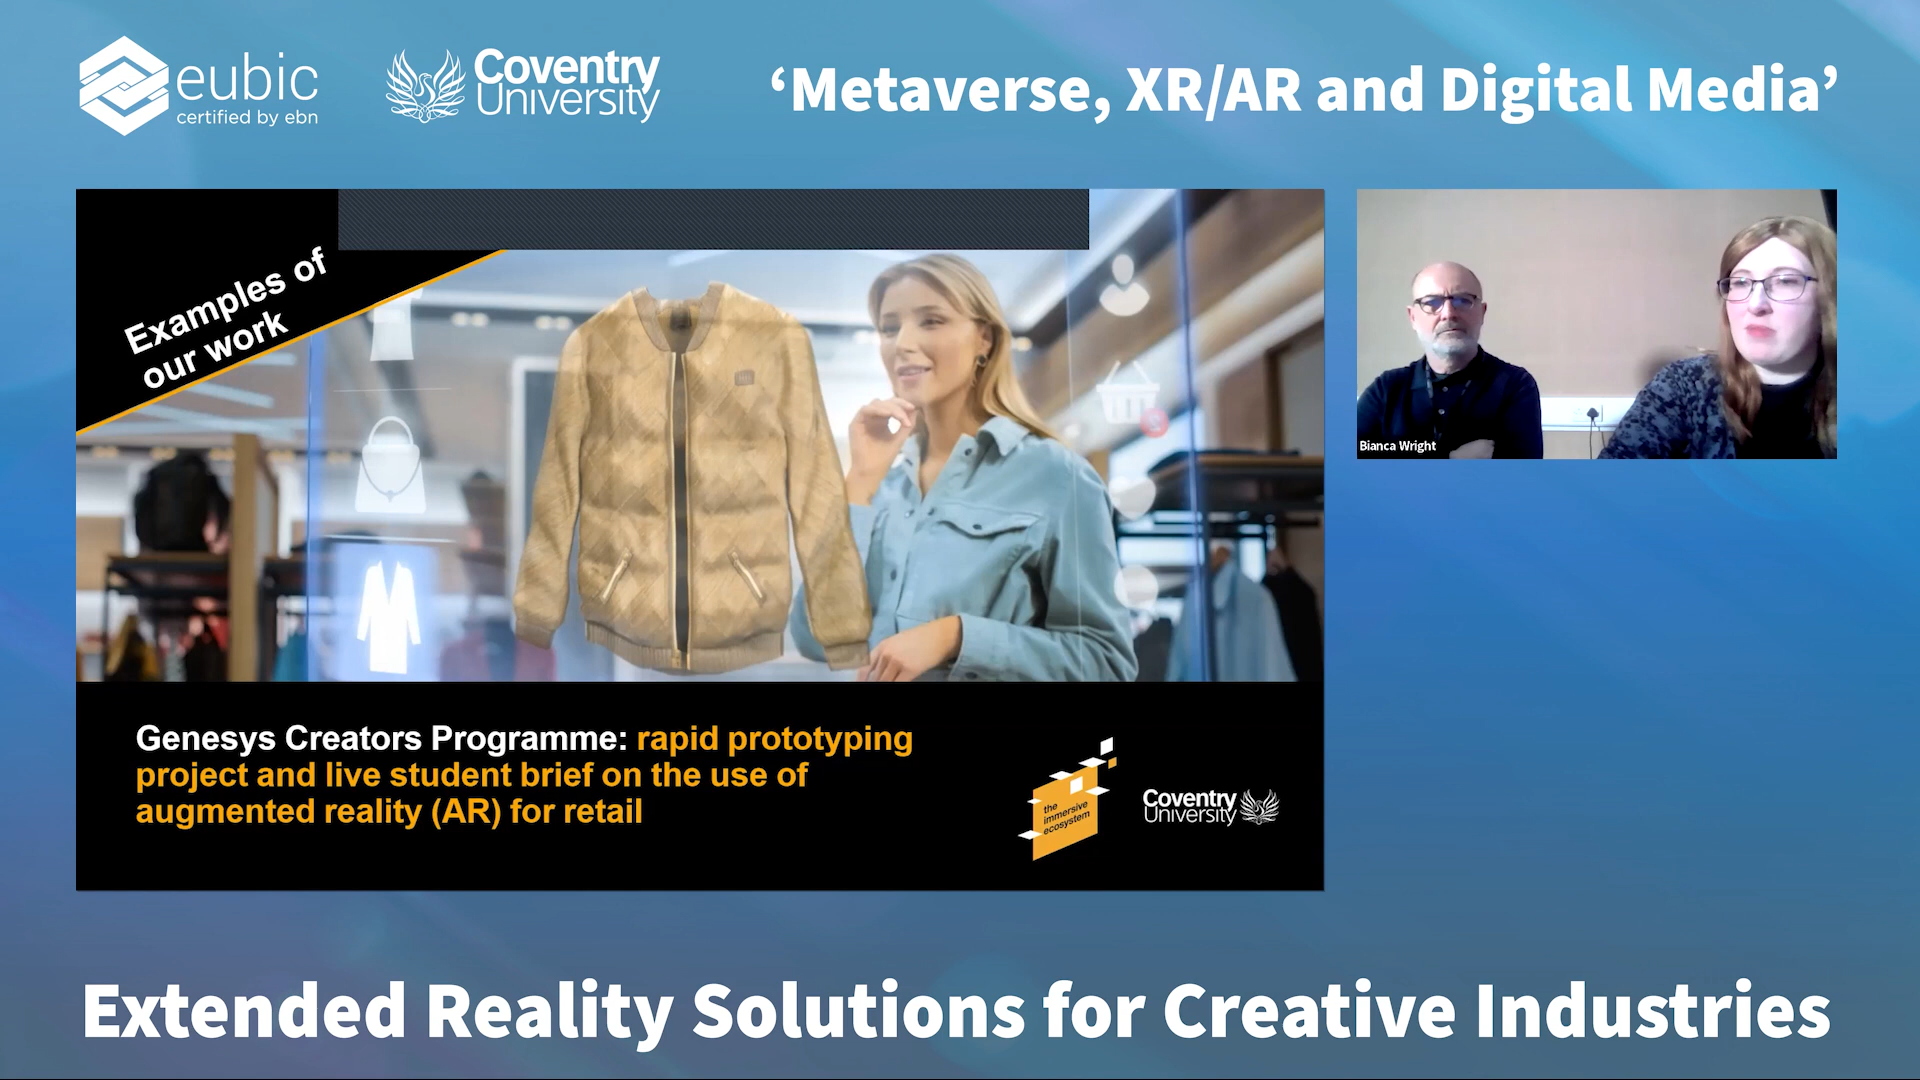 eubic
certified by ebn
Coventry
University
‘Metaverse, XR/AR and Digital Media’
Examples of
our work
Bianca Wright
Genesys Creators Programme: rapid prototyping
project and live student brief on the use of
augmented reality (AR) for retail
the
immersive
ecosystem
Coventry
University
Extended Reality Solutions for Creative Industries